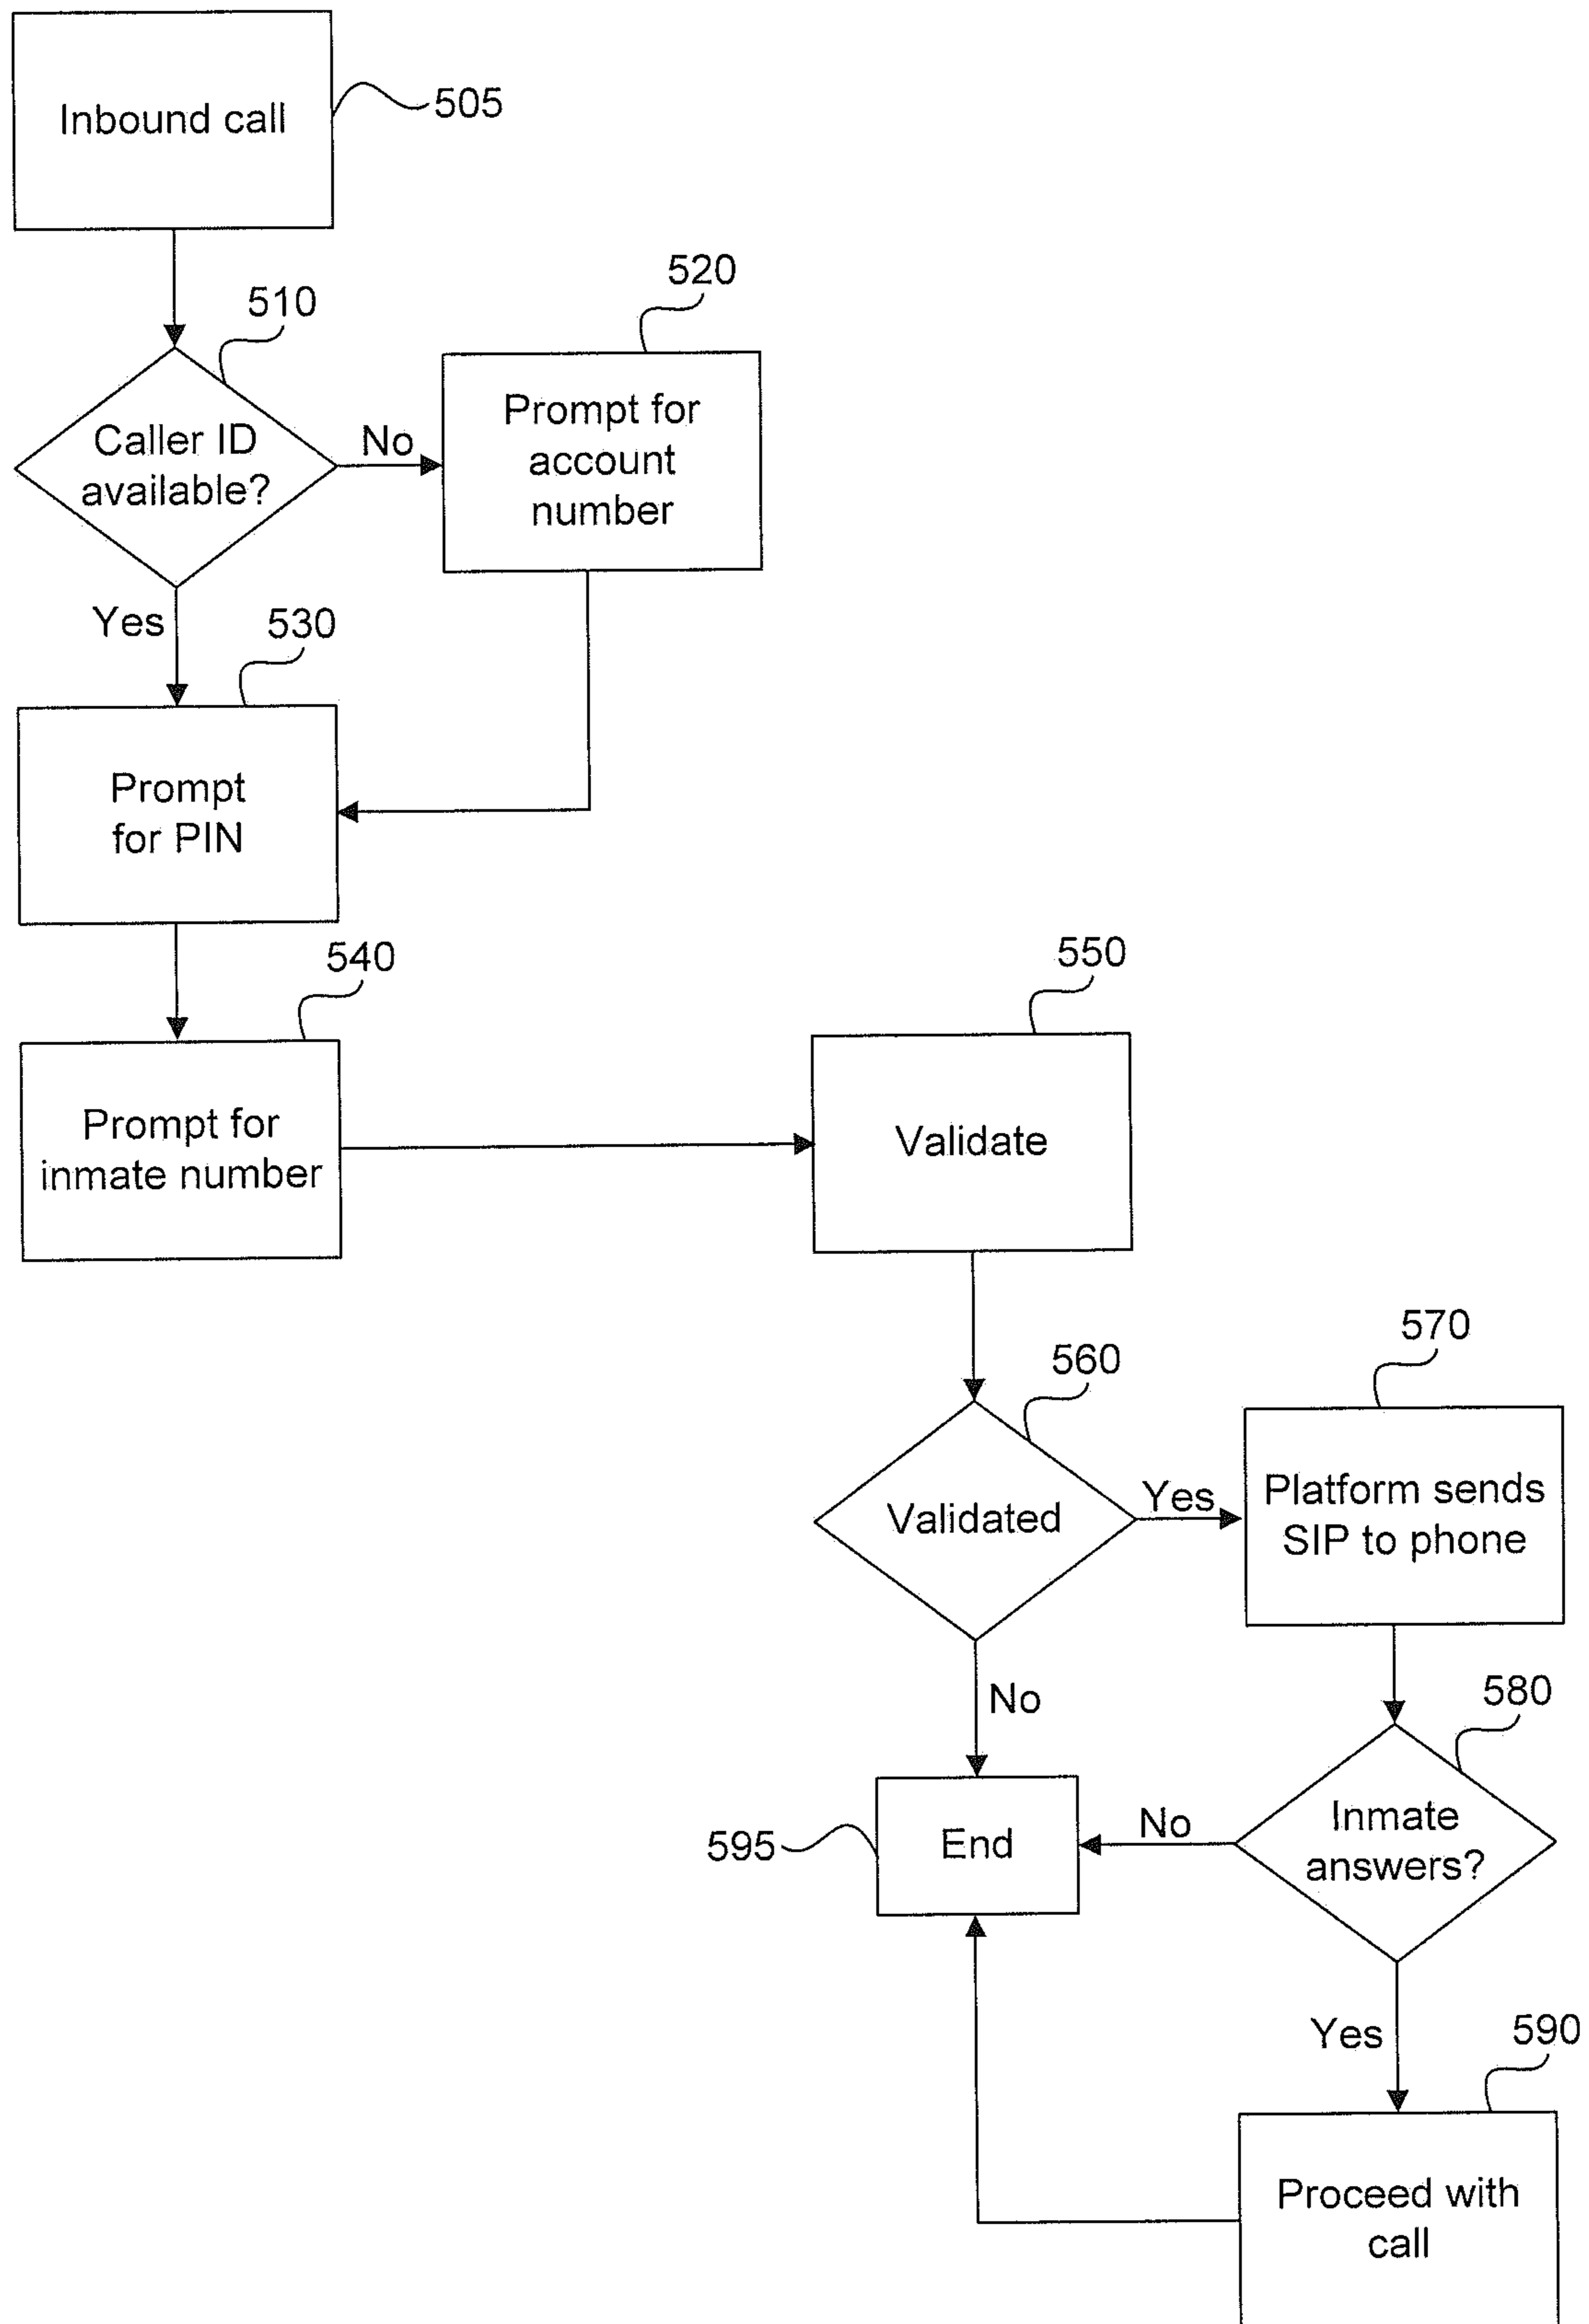 Inbound call
505
510
Caller ID
available?
No
520
Prompt for
account
number
Yes
530
Prompt
for PIN
540
Prompt for
inmate number
550
Validate
560
Validated
Yes
570
Platform sends
SIP to phone
No
580
Inmate
answers?
No
595
End
Yes
590
Proceed with
call